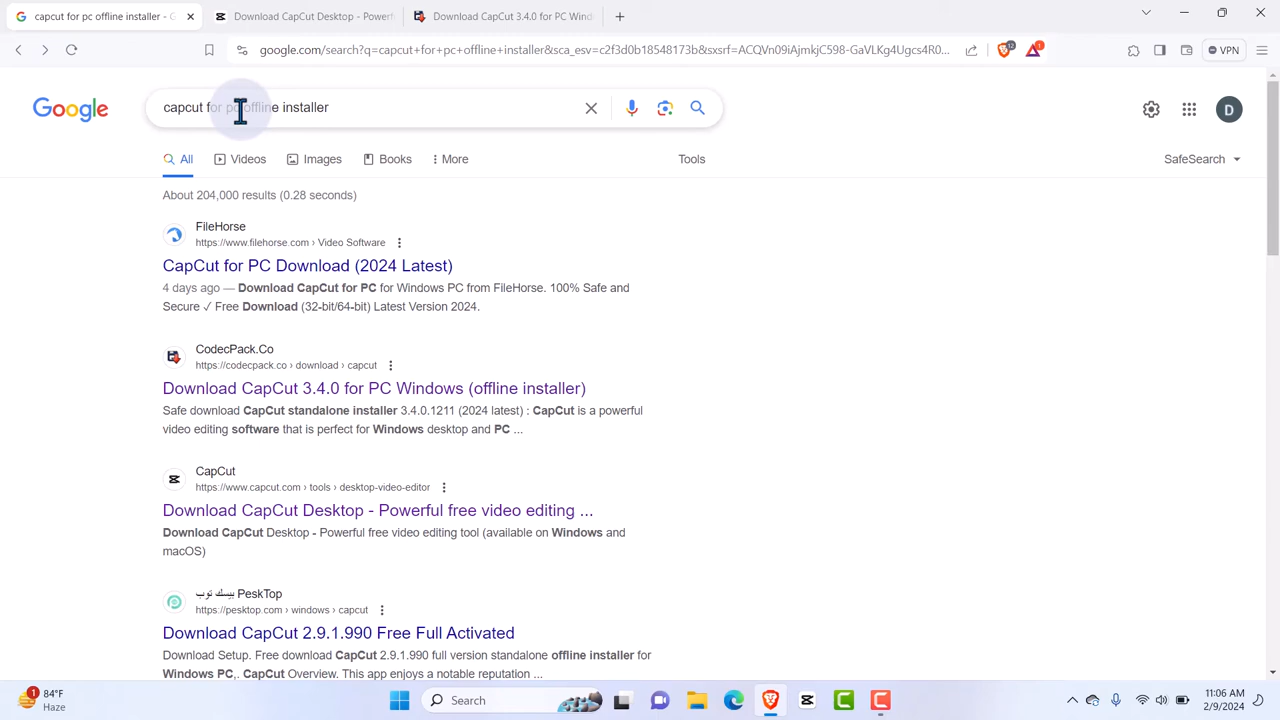 capcut for pc offline installer - G
Download CapCut Desktop - Powerf
Download CapCut 3.4.0 for PC Wind
google.com/search?q=capcut+for+pc+offline+installer&sca_esv=c2f3d0b18548173b&sxsrf=ACQVn09iAjmkjC598-GaVLKg4Ugcs4R0...
12
1
VPN
Google
capcut for pc offline installer
D
All
Videos
Images
Books
More
Tools
SafeSearch
About 204,000 results (0.28 seconds)
FileHorse
https://www.filehorse.com › Video Software
CapCut for PC Download (2024 Latest)
4 days ago — Download CapCut for PC for Windows PC from FileHorse. 100% Safe and
Secure ✓ Free Download (32-bit/64-bit) Latest Version 2024.
CodecPack.Co
https://codecpack.co › download › capcut
Download CapCut 3.4.0 for PC Windows (offline installer)
Safe download CapCut standalone installer 3.4.0.1211 (2024 latest) : CapCut is a powerful
video editing software that is perfect for Windows desktop and PC ...
CapCut
https://www.capcut.com › tools › desktop-video-editor
Download CapCut Desktop - Powerful free video editing ...
Download CapCut Desktop - Powerful free video editing tool (available on Windows and
macOS)
بيسك توب PeskTop
https://pesktop.com › windows › capcut
Download CapCut 2.9.1.990 Free Full Activated
Download Setup. Free download CapCut 2.9.1.990 full version standalone offline installer for
Windows PC,. CapCut Overview. This app enjoys a notable reputation ...
1
84°F
Haze
Search
11:06 AM
2/9/2024